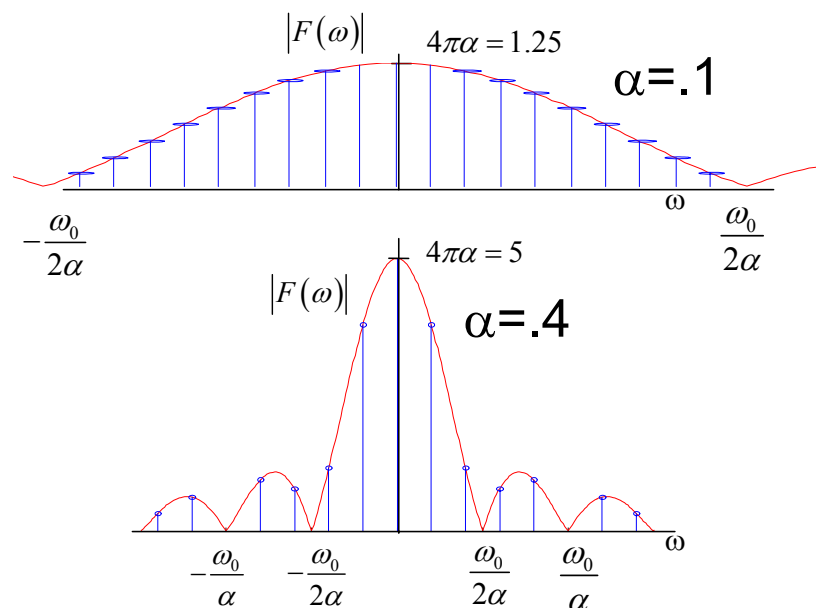 |F(ω)|
4πα = 1.25
α=.1
ω
-ω₀/2α
ω₀/2α
4πα = 5
|F(ω)|
α=.4
ω
-ω₀/α
-ω₀/2α
ω₀/2α
ω₀/α